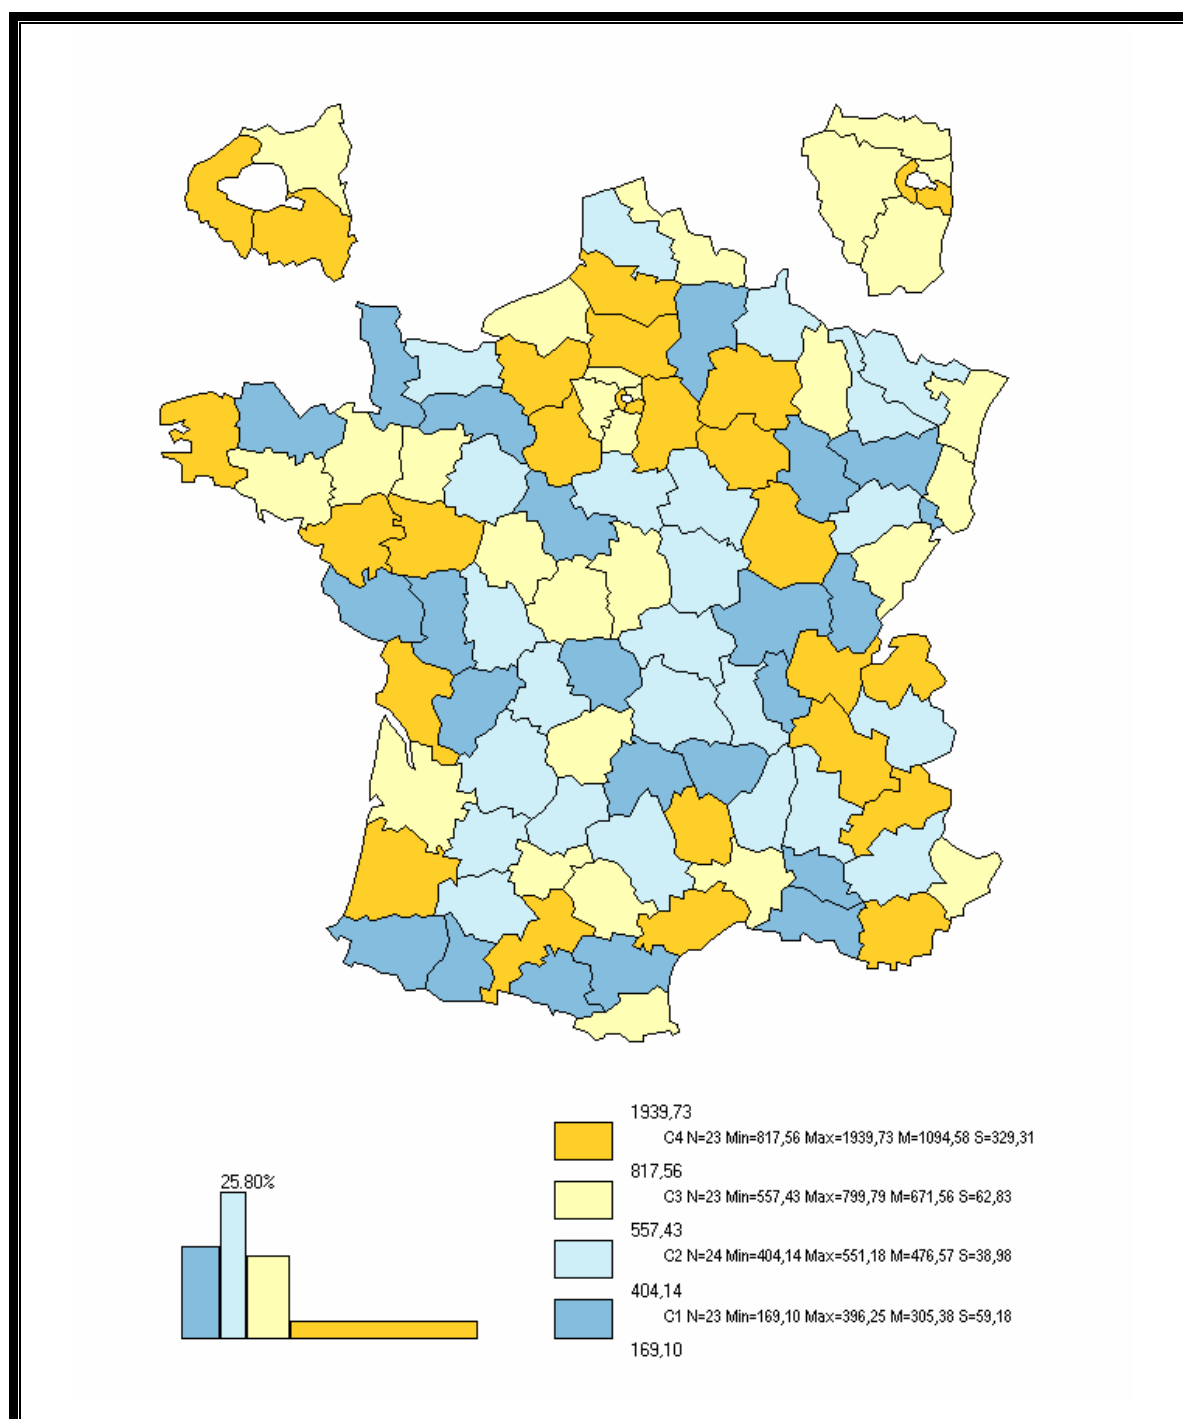 1939,73
C4 N=23 Min=817,56 Max=1939,73 M=1094,58 S=329,31
817,56
25.80%
C3 N=23 Min=557,43 Max=799,79 M=671,56 S=62,83
557,43
C2 N=24 Min=404,14 Max=551,18 M=476,57 S=38,98
404,14
C1 N=23 Min=169,10 Max=396,25 M=305,38 S=59,18
169,10